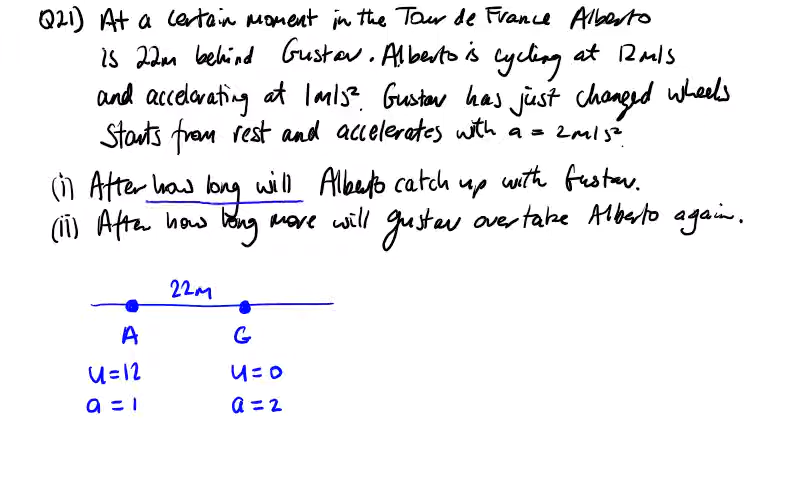 Q21) At a certain moment in the Tour de France Alberto
is 22m behind Gustav. Alberto is cycling at 12 m/s
and accelerating at 1m/s². Gustav has just changed wheels
Starts from rest and accelerates with a = 2m/s².
(i) After how long will Alberto catch up with Gustav.
(ii) After how long more will gustav overtake Alberto again.
22m
A G
u=12 u=0
a=1 a=2